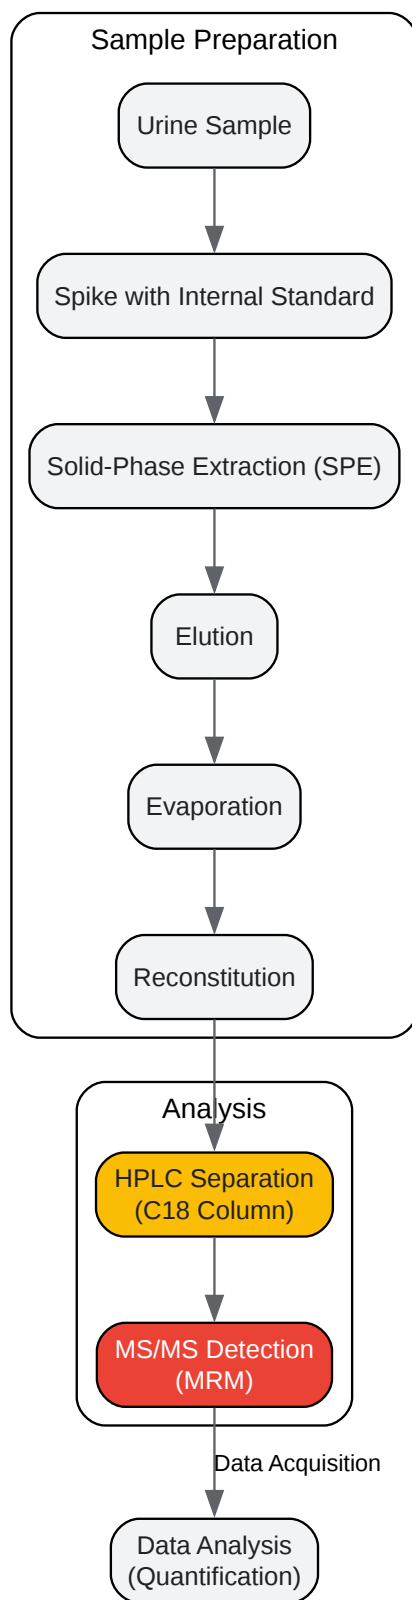 Sample Preparation
Urine Sample
Spike with Internal Standard
Solid-Phase Extraction (SPE)
Elution
Evaporation
Reconstitution
Analysis
HPLC Separation
(C18 Column)
MS/MS Detection
(MRM)
Data Acquisition
Data Analysis
(Quantification)